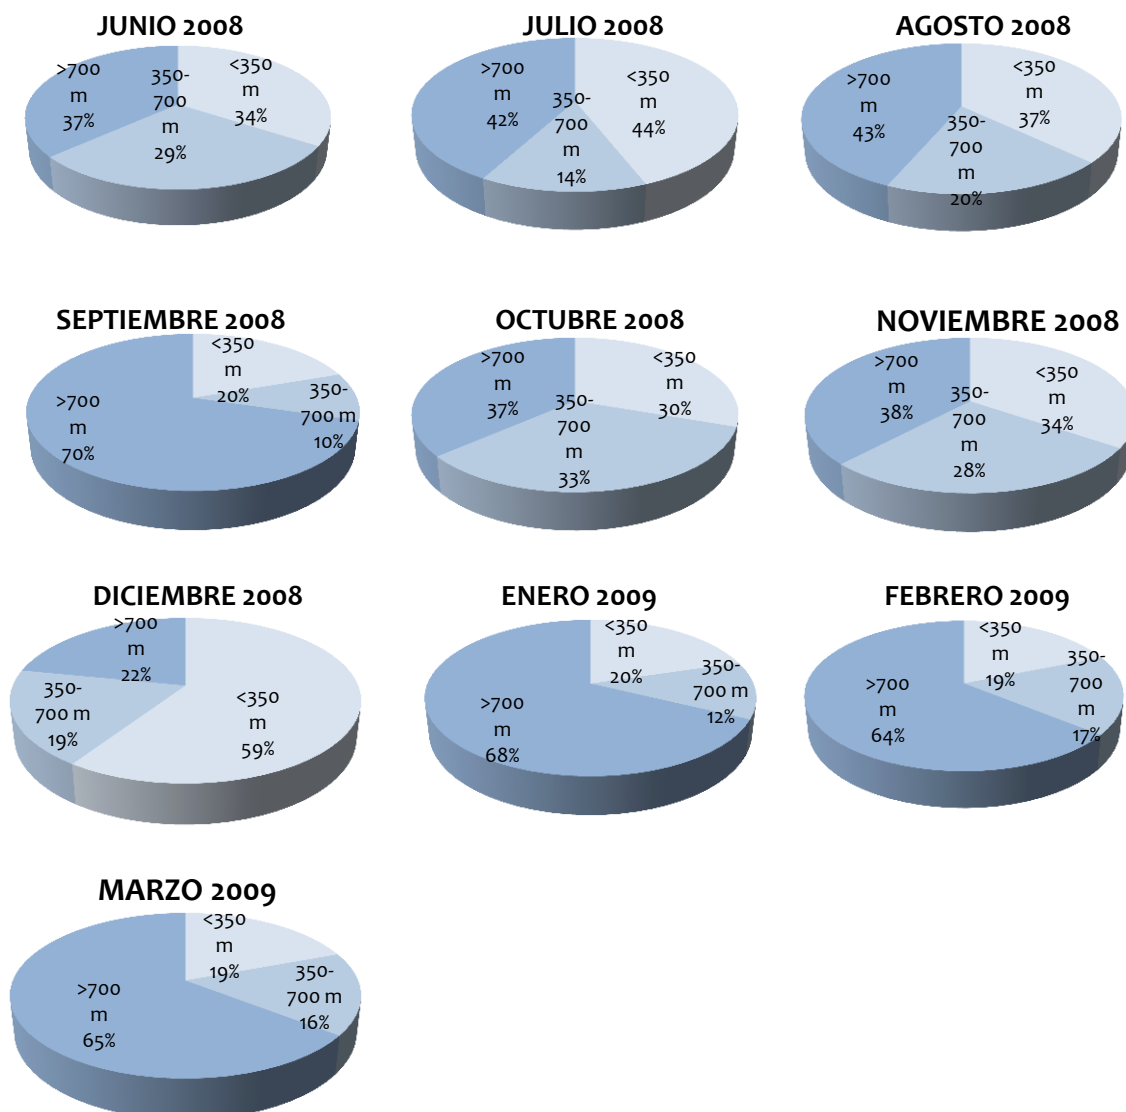 JUNIO 2008
>700
m
37%
350-
700
m
29%
<350
m
34%
JULIO 2008
>700
m
42%
350-
700
m
14%
<350
m
44%
AGOSTO 2008
>700
m
43%
350-
700
m
20%
<350
m
37%
SEPTIEMBRE 2008
<350
m
20%
350-
700 m
10%
>700
m
70%
OCTUBRE 2008
>700
m
37%
350-
700
m
33%
<350
m
30%
NOVIEMBRE 2008
>700
m
38%
350-
700
m
28%
<350
m
34%
DICIEMBRE 2008
>700
m
22%
350-
700 m
19%
<350
m
59%
ENERO 2009
<350
m
20%
350-
700 m
12%
>700
m
68%
FEBRERO 2009
<350
m
19%
350-
700
m
17%
>700
m
64%
MARZO 2009
<350
m
19%
350-
700 m
16%
>700
m
65%